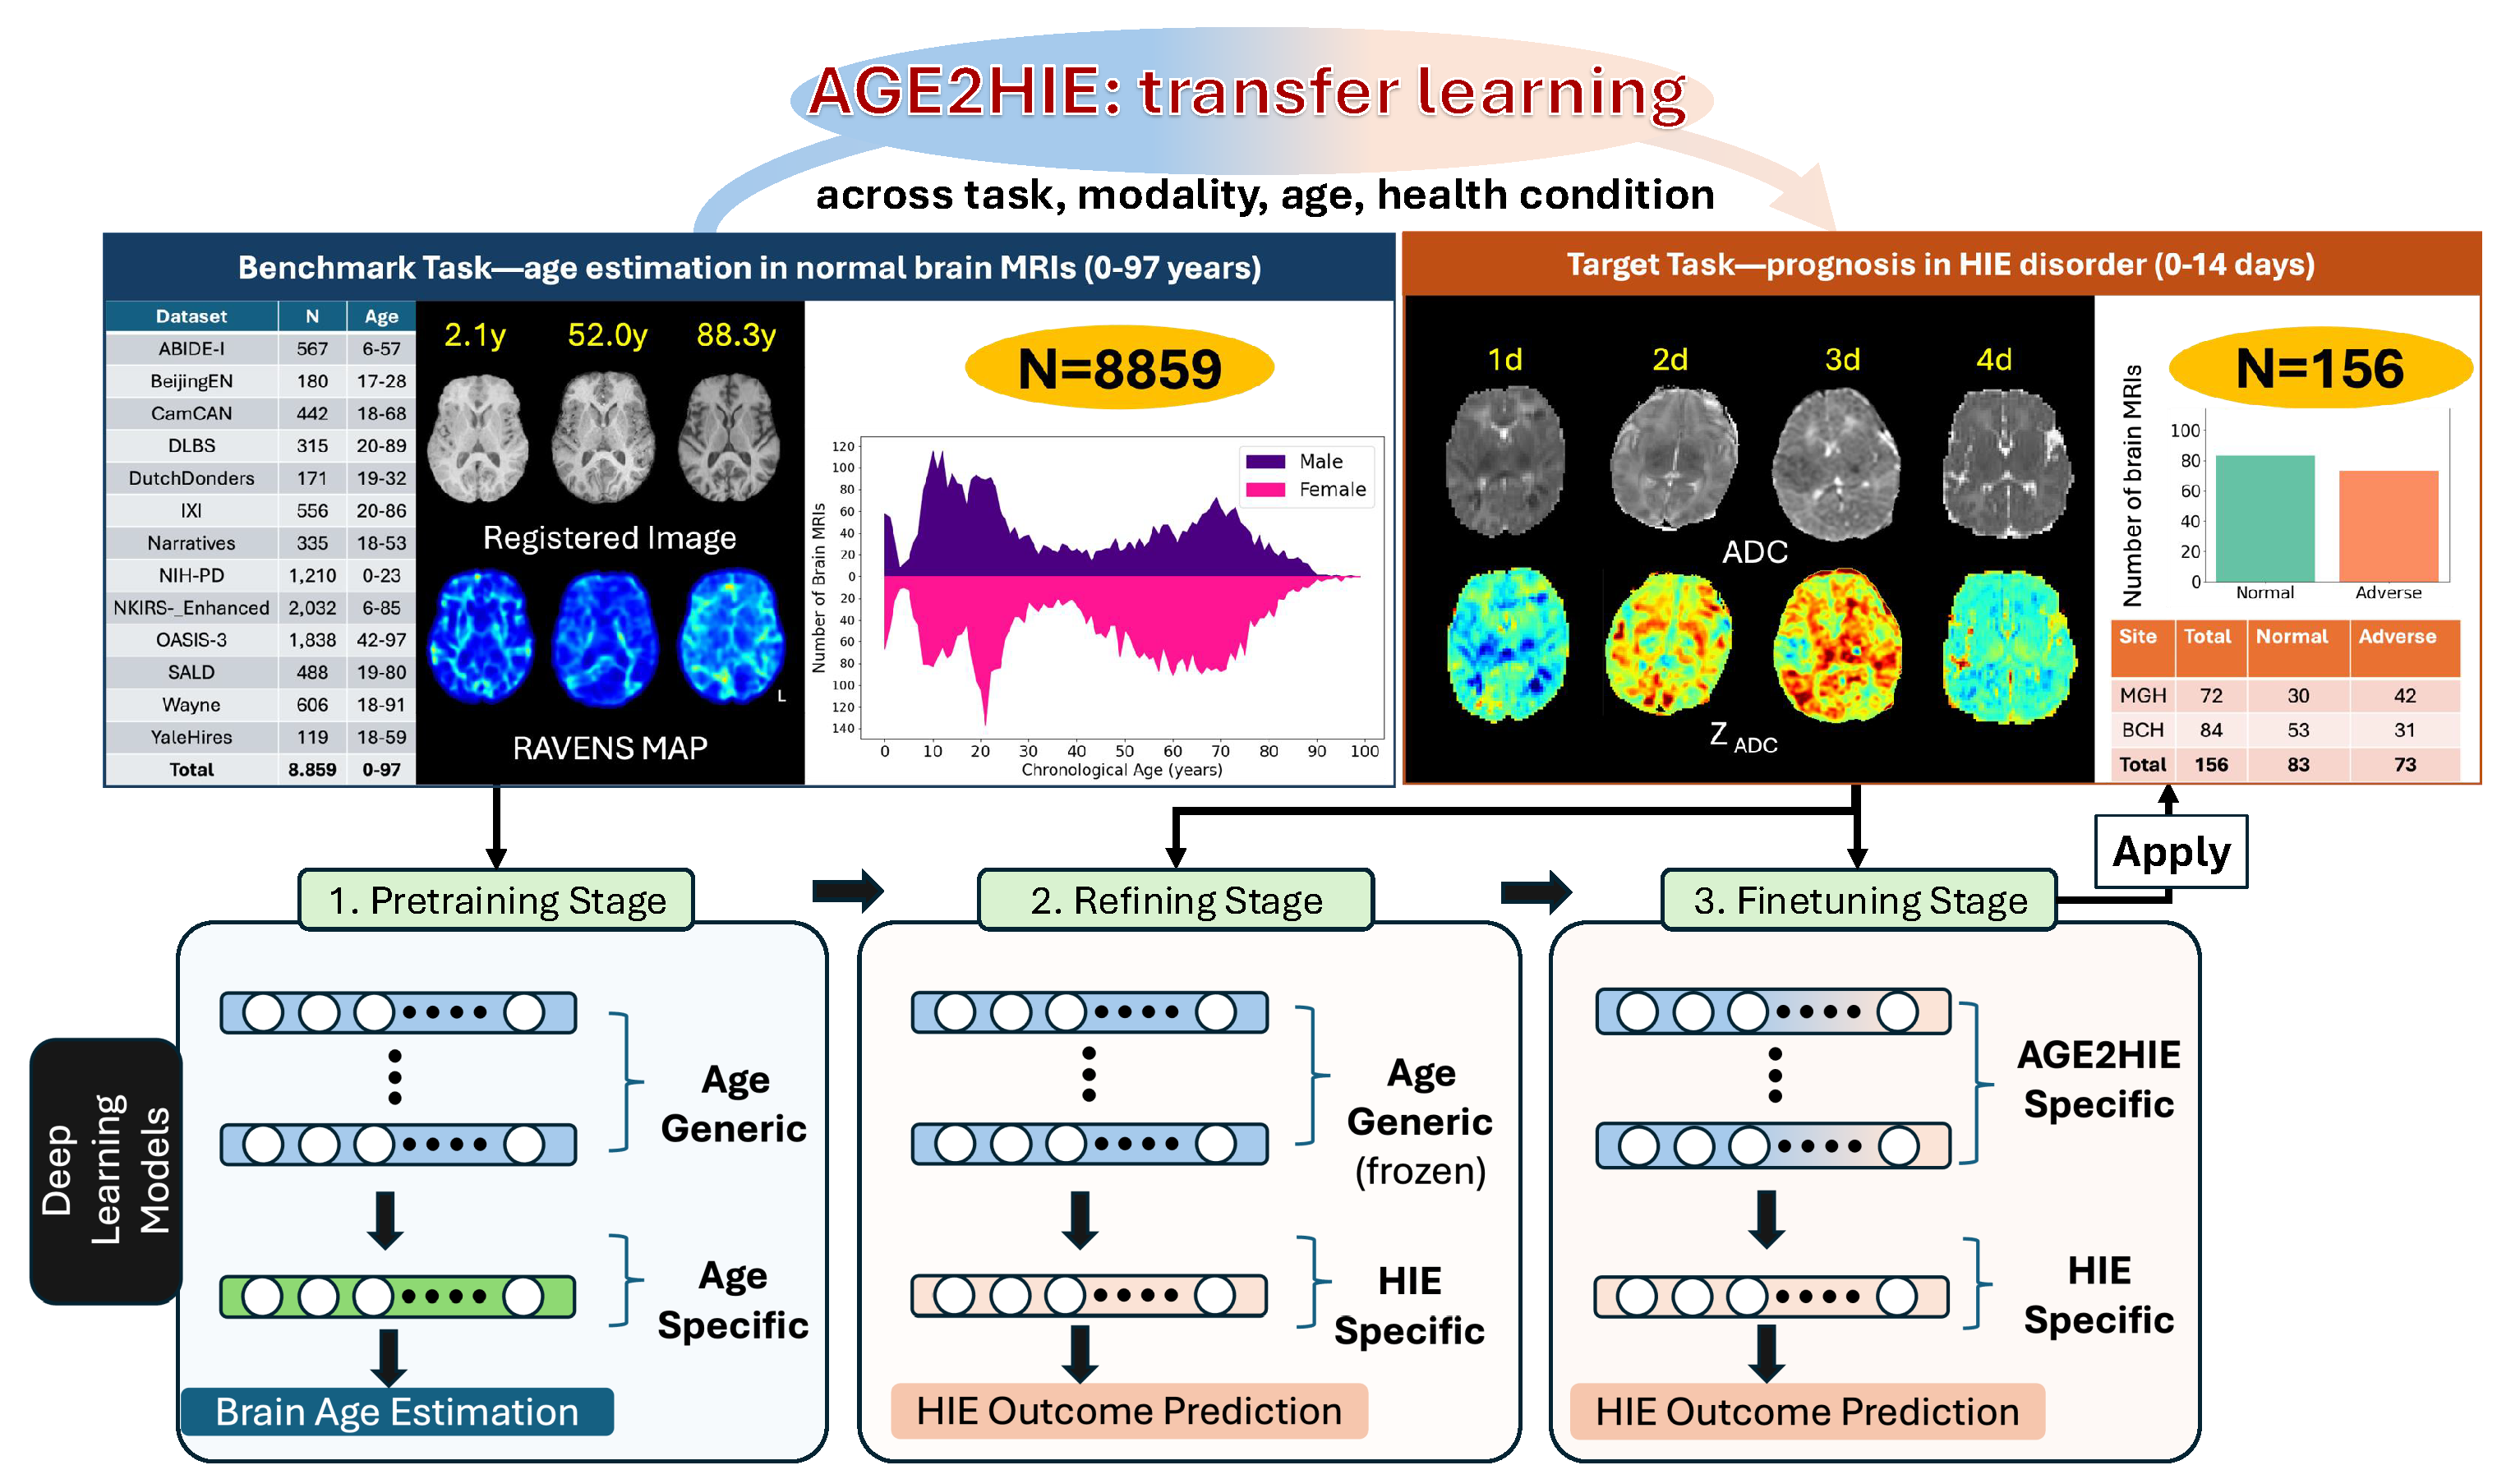 AGE2HIE: transfer learning
across task, modality, age, health condition
Benchmark Task—age estimation in normal brain MRIs (0-97 years)
Dataset N Age
ABIDE-I 567 6-57
BeijingEN 180 17-28
CamCAN 442 18-68
DLBS 315 20-89
DutchDonders 171 19-32
IXI 556 20-86
Narratives 335 18-53
NIH-PD 1,210 0-23
NKIRS-_Enhanced 2,032 6-85
OASIS-3 1,838 42-97
SALD 488 19-80
Wayne 606 18-91
YaleHires 119 18-59
Total 8.859 0-97
2.1y 52.0y 88.3y
Registered Image
L
RAVENS MAP
N=8859
Number of Brain MRIs
120
100
80
60
40
20
0
20
40
60
80
100
120
140
Male
Female
0 10 20 30 40 50 60 70 80 90 100
Chronological Age (years)
Target Task—prognosis in HIE disorder (0-14 days)
1d 2d 3d 4d
ADC
Z ADC
N=156
Number of brain MRIs
100
80
60
40
20
0
Normal Adverse
Site Total Normal Adverse
MGH 72 30 42
BCH 84 53 31
Total 156 83 73
Apply
Deep
Learning
Models
1. Pretraining Stage
Age
Generic
Age
Specific
Brain Age Estimation
2. Refining Stage
Age
Generic
(frozen)
HIE
Specific
HIE Outcome Prediction
3. Finetuning Stage
AGE2HIE
Specific
HIE
Specific
HIE Outcome Prediction